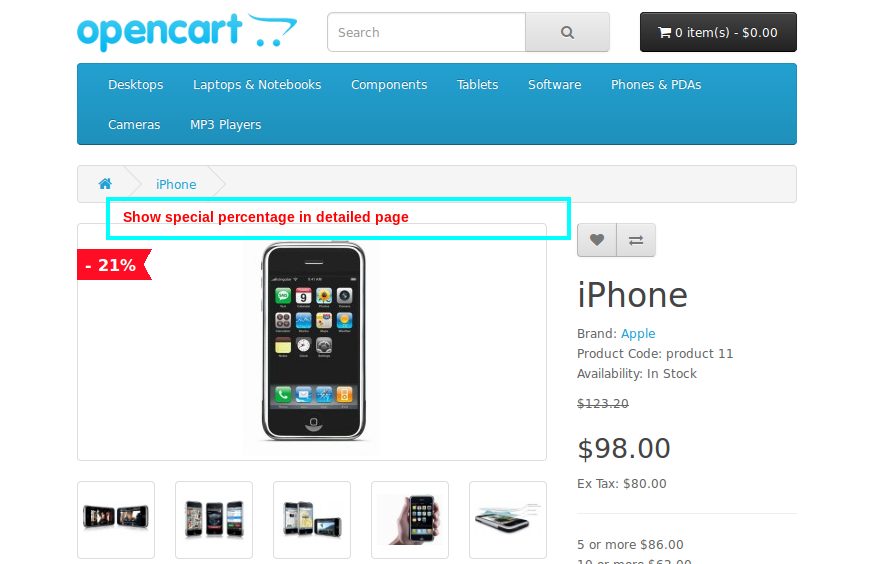 opencart
Search
0 item(s) - $0.00
Desktops
Laptops & Notebooks
Components
Tablets
Software
Phones & PDAs
Cameras
MP3 Players
iPhone
Show special percentage in detailed page
- 21%
iPhone
Brand: Apple
Product Code: product 11
Availability: In Stock
$123.20
$98.00
Ex Tax: $80.00
5 or more $86.00